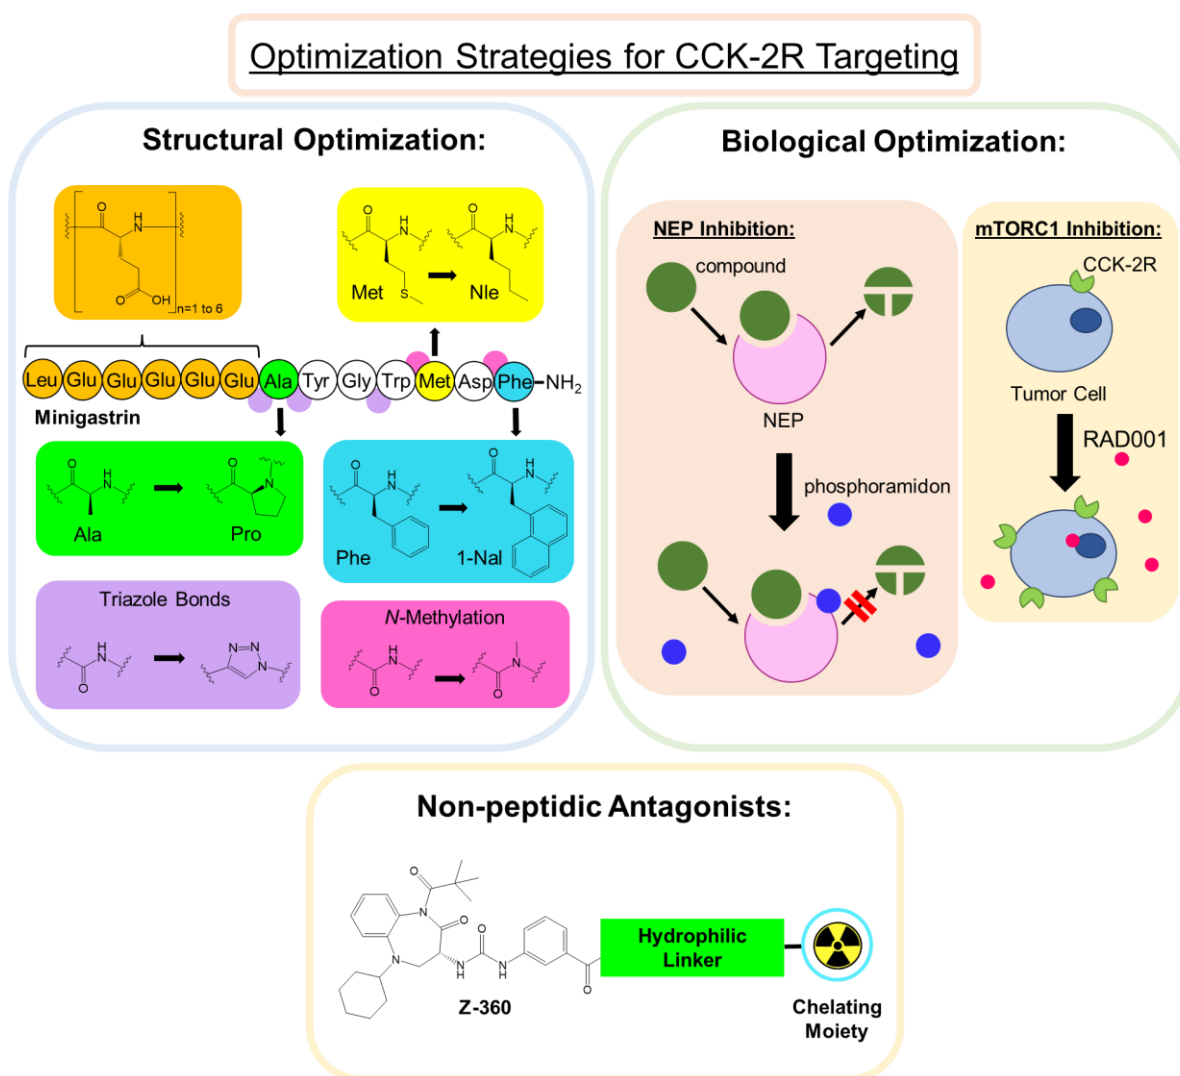 Optimization Strategies for CCK-2R Targeting
Structural Optimization:
O
H
N
O
OH
n=1 to 6
O
H
N
S
Met
O
H
N
Nle
Leu Glu Glu Glu Glu Glu Ala Tyr Gly Trp Met Asp Phe NH2
Minigastrin
O
H
N
Ala
O
N
Pro
O
H
N
Phe
O
H
N
1-Nal
Triazole Bonds
H
N
O
N=N
N
N-Methylation
H
N
O
N
O
Biological Optimization:
NEP Inhibition:
compound
NEP
phosphoramidon
mTORC1 Inhibition:
CCK-2R
Tumor Cell
RAD001
Non-peptidic Antagonists:
O
N
O
N
N
H
O
N
H
O
Z-360
Hydrophilic
Linker
Chelating
Moiety